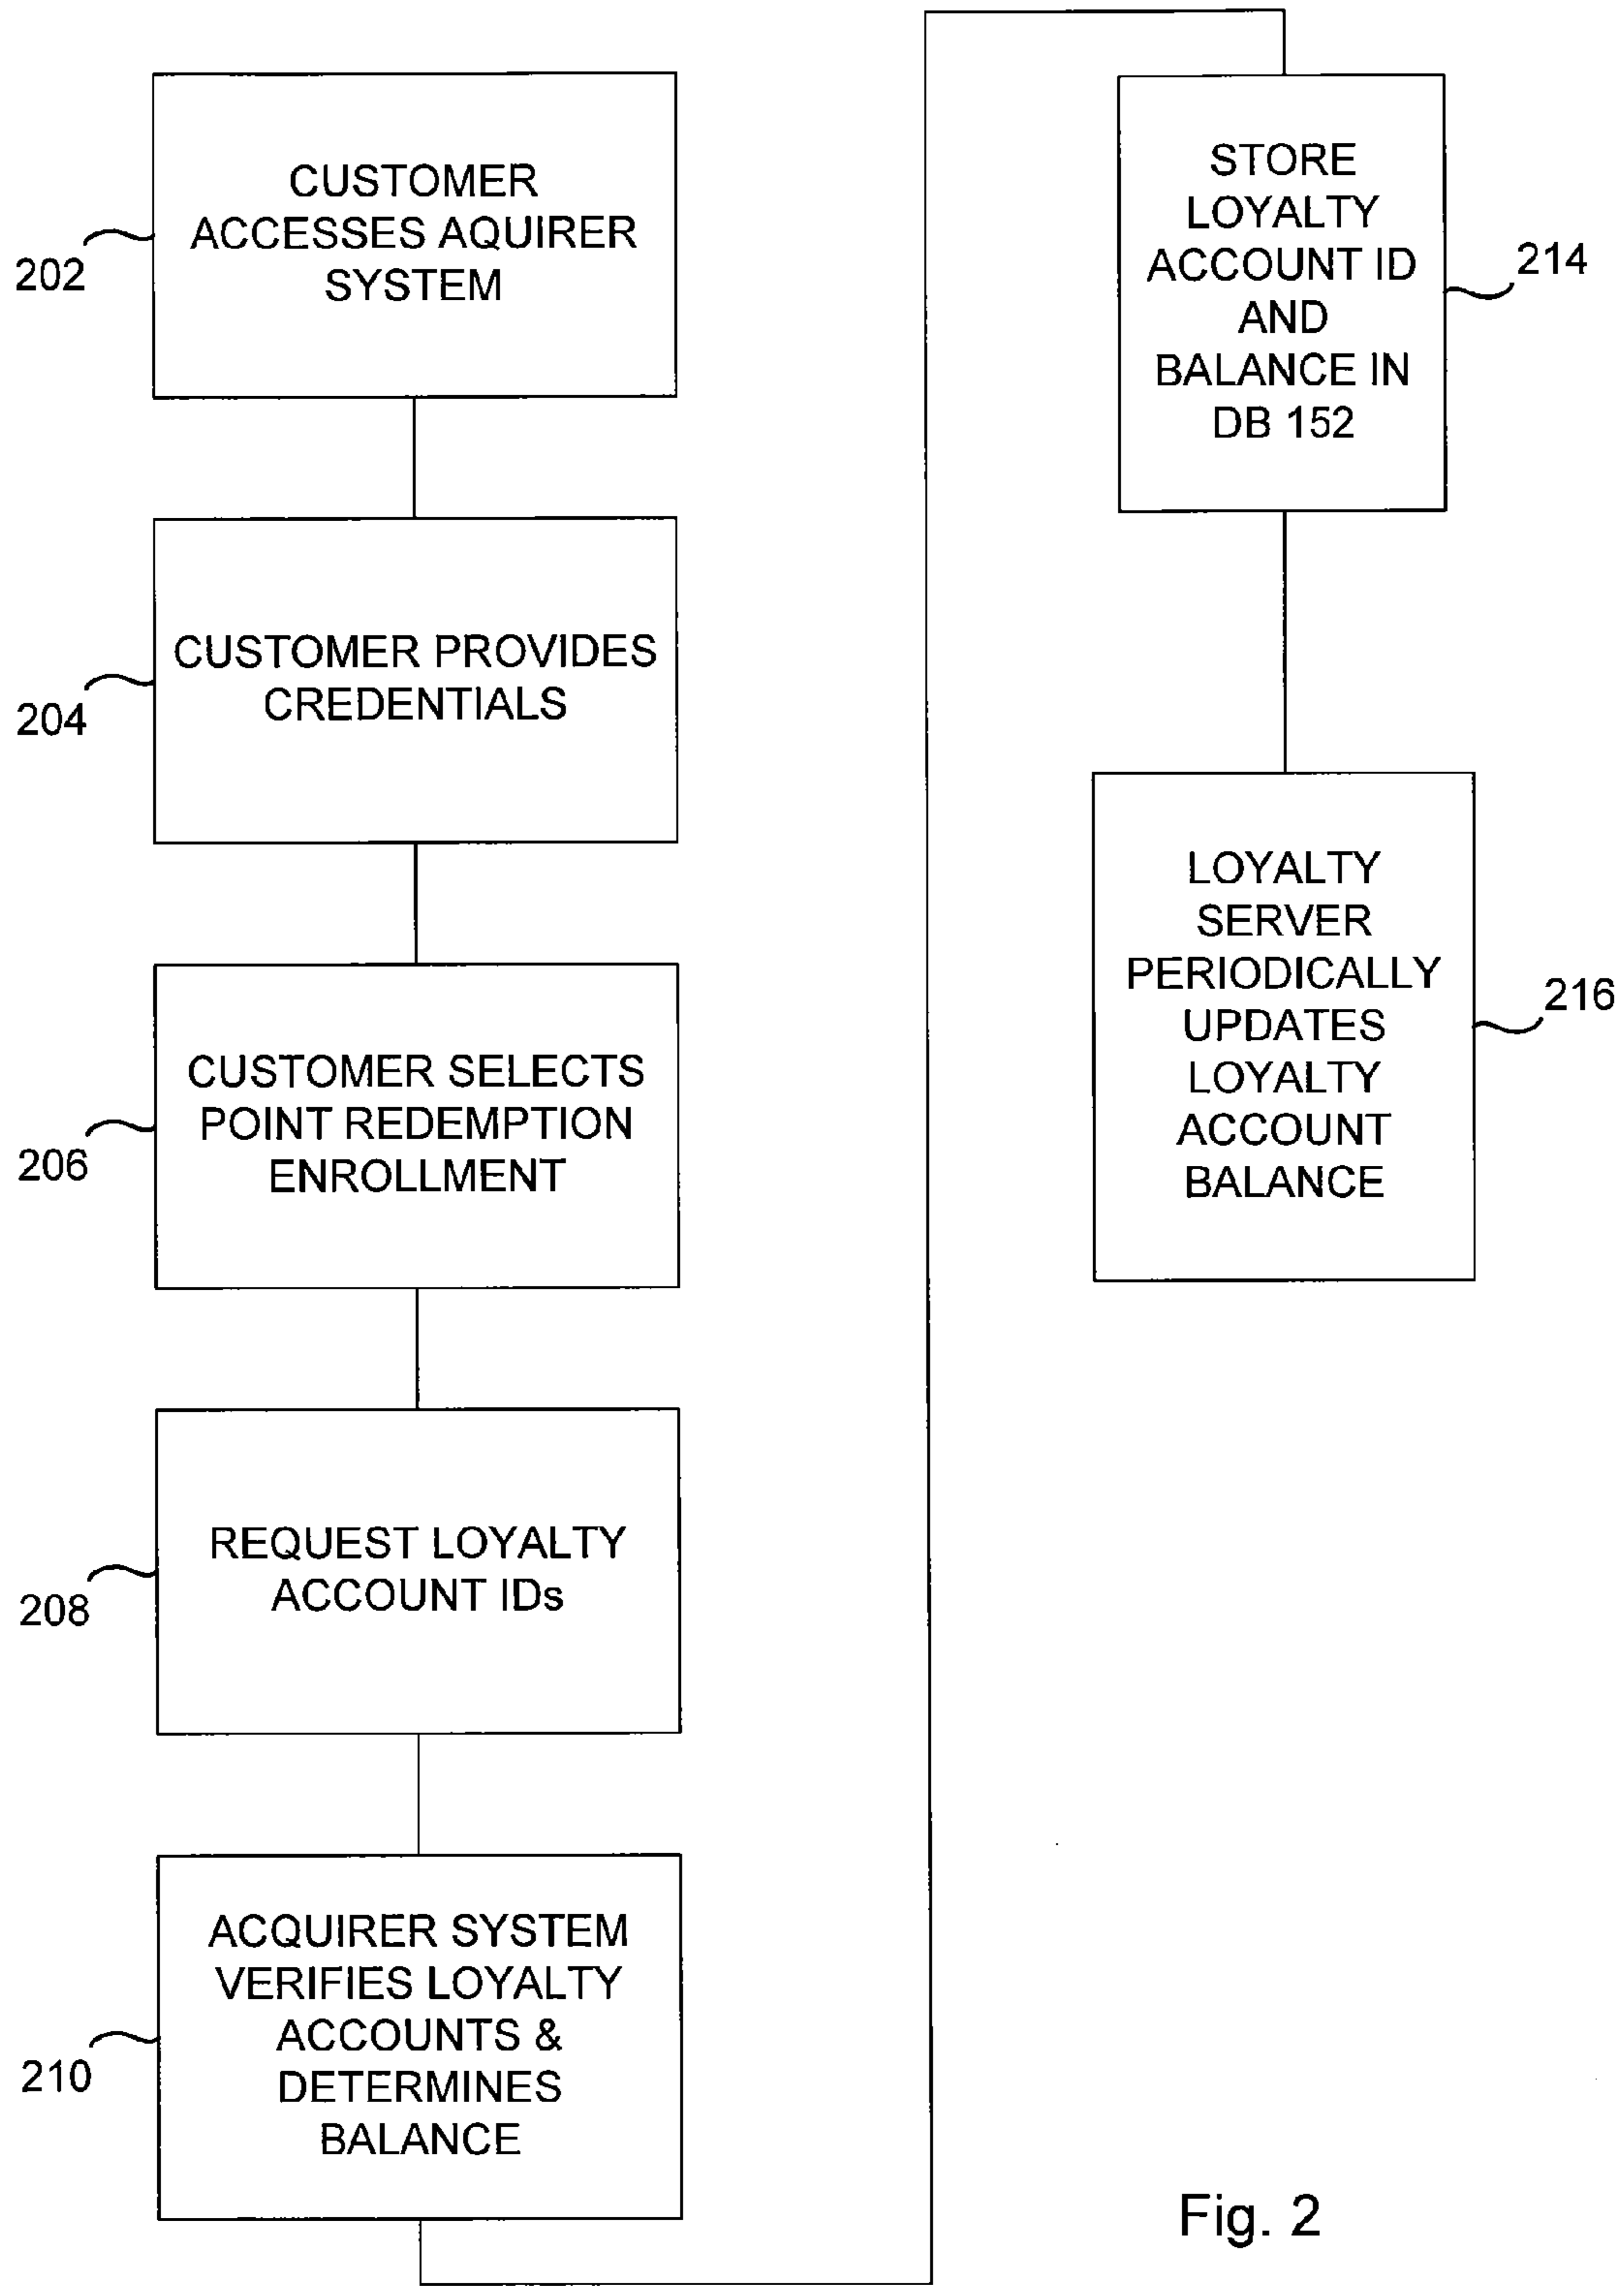 CUSTOMER
ACCESSES AQUIRER
SYSTEM
202
CUSTOMER PROVIDES
CREDENTIALS
204
CUSTOMER SELECTS
POINT REDEMPTION
ENROLLMENT
206
REQUEST LOYALTY
ACCOUNT IDs
208
ACQUIRER SYSTEM
VERIFIES LOYALTY
ACCOUNTS &
DETERMINES
BALANCE
210
STORE
LOYALTY
ACCOUNT ID
AND
BALANCE IN
DB 152
214
LOYALTY
SERVER
PERIODICALLY
UPDATES
LOYALTY
ACCOUNT
BALANCE
216
Fig. 2